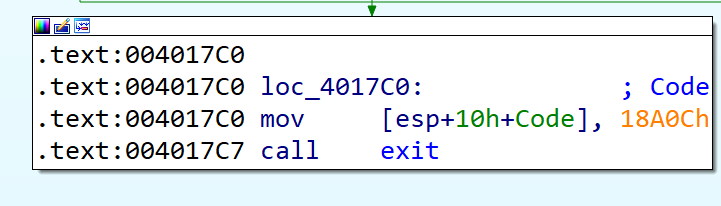 .text:004017C0
.text:004017C0 loc_4017C0: ; Code
.text:004017C0 mov [esp+10h+Code], 18A0Ch
.text:004017C7 call exit